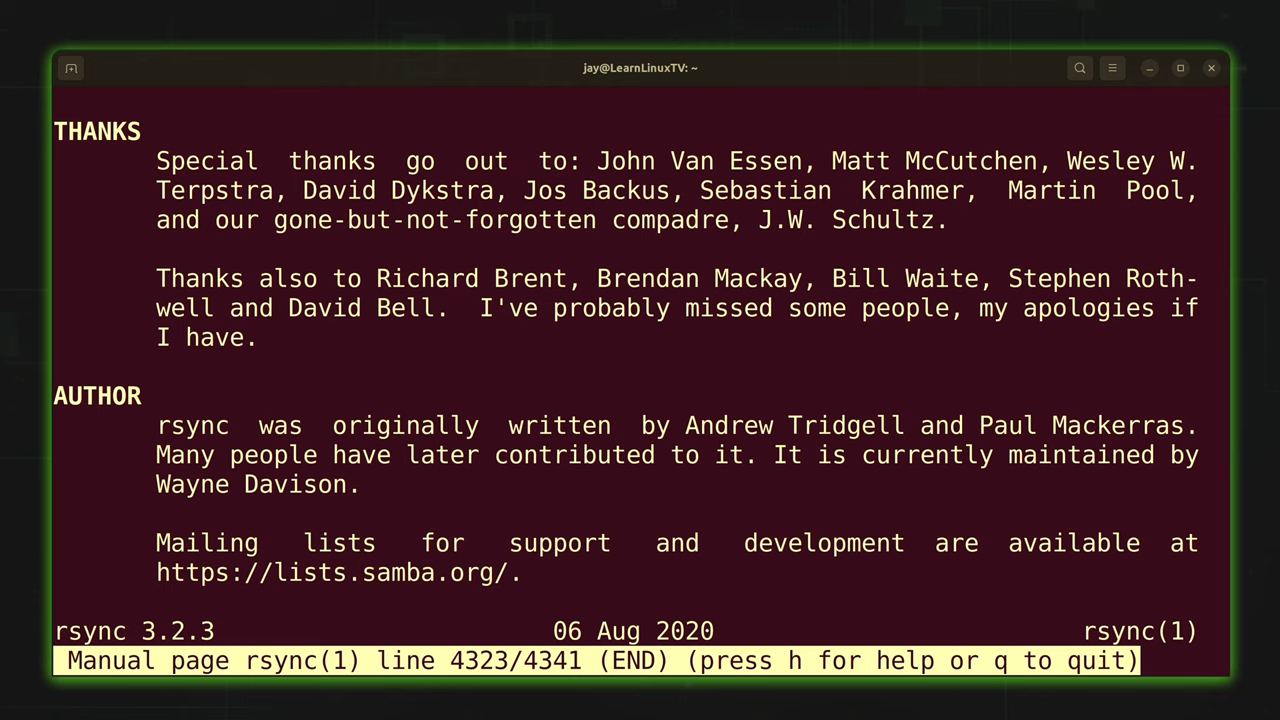 jay@LearnLinuxTV: ~
THANKS
Special thanks go out to: John Van Essen, Matt McCutchen, Wesley W.
Terpstra, David Dykstra, Jos Backus, Sebastian Krahmer, Martin Pool,
and our gone-but-not-forgotten compadre, J.W. Schultz.
Thanks also to Richard Brent, Brendan Mackay, Bill Waite, Stephen Roth-
well and David Bell. I've probably missed some people, my apologies if
I have.
AUTHOR
rsync was originally written by Andrew Tridgell and Paul Mackerras.
Many people have later contributed to it. It is currently maintained by
Wayne Davison.
Mailing lists for support and development are available at
https://lists.samba.org/.
rsync 3.2.3 06 Aug 2020 rsync(1)
Manual page rsync(1) line 4323/4341 (END) (press h for help or q to quit)